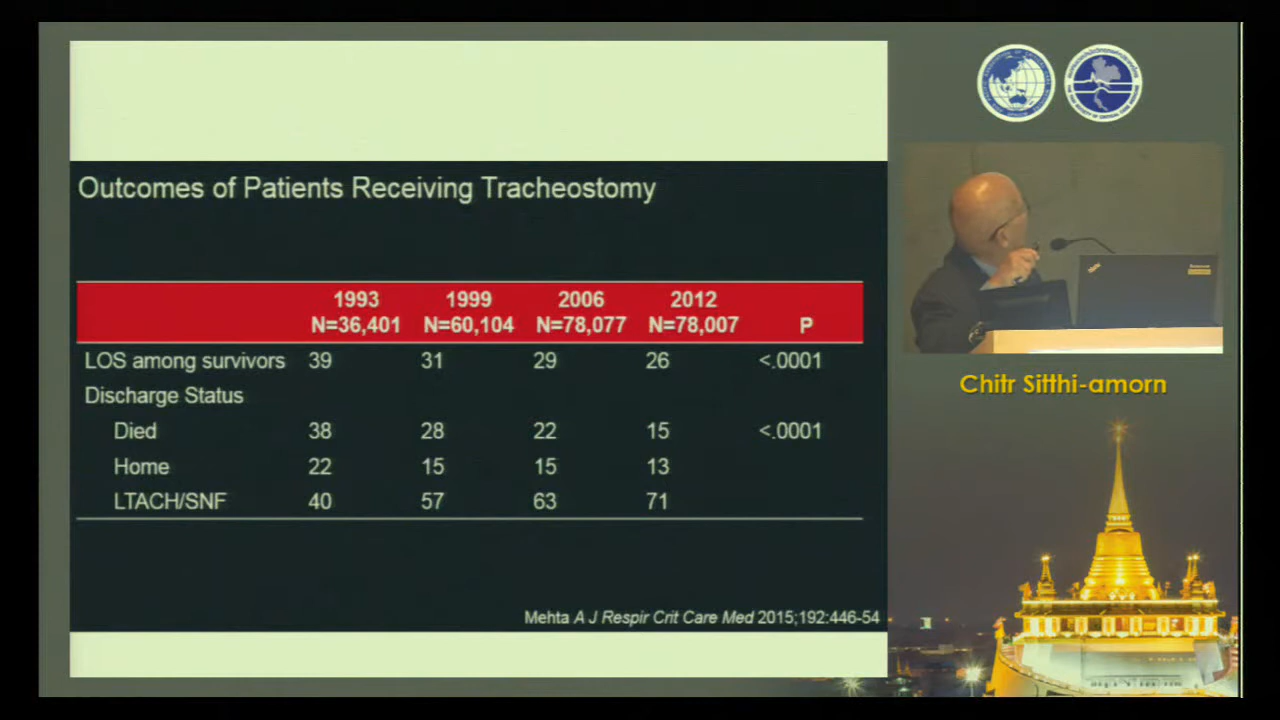 Outcomes of Patients Receiving Tracheostomy
1993 1999 2006 2012
N=36,401 N=60,104 N=78,077 N=78,007 P
LOS among survivors 39 31 29 26 <.0001
Discharge Status
Died 38 28 22 15 <.0001
Home 22 15 15 13
LTACH/SNF 40 57 63 71
Mehta A J Respir Crit Care Med 2015;192:446-54
Chitr Sitthi-amorn